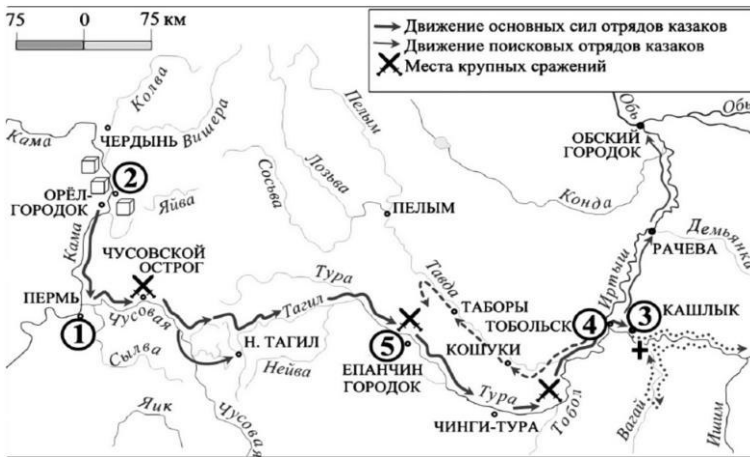 75 0 75 км
Движение основных сил отрядов казаков
Движение поисковых отрядов казаков
Места крупных сражений
Кама
Колва
Вишера
ЧЕРДЫНЬ
2
ОРЁЛ-
ГОРОДОК
Яйва
Кама
ЧУСОВСКОЙ
ОСТРОГ
ПЕРМЬ
1
Чусовая
Сылва
Яик
Чусовая
Н. ТАГИЛ
Нейва
Тагил
Тура
Сосьва
Лозьва
Пелым
ПЕЛЫМ
Тавда
ТАБОРЫ
КОШУКИ
5
ЕПАНЧИН
ГОРОДОК
Тура
ЧИНГИ-ТУРА
Тобол
ТОБОЛЬСК
4
3
КАШЛЫК
Вагай
Ишим
Иртыш
РАЧЕВА
Демьянка
Конда
ОБСКИЙ
ГОРОДОК
Обь
Обь